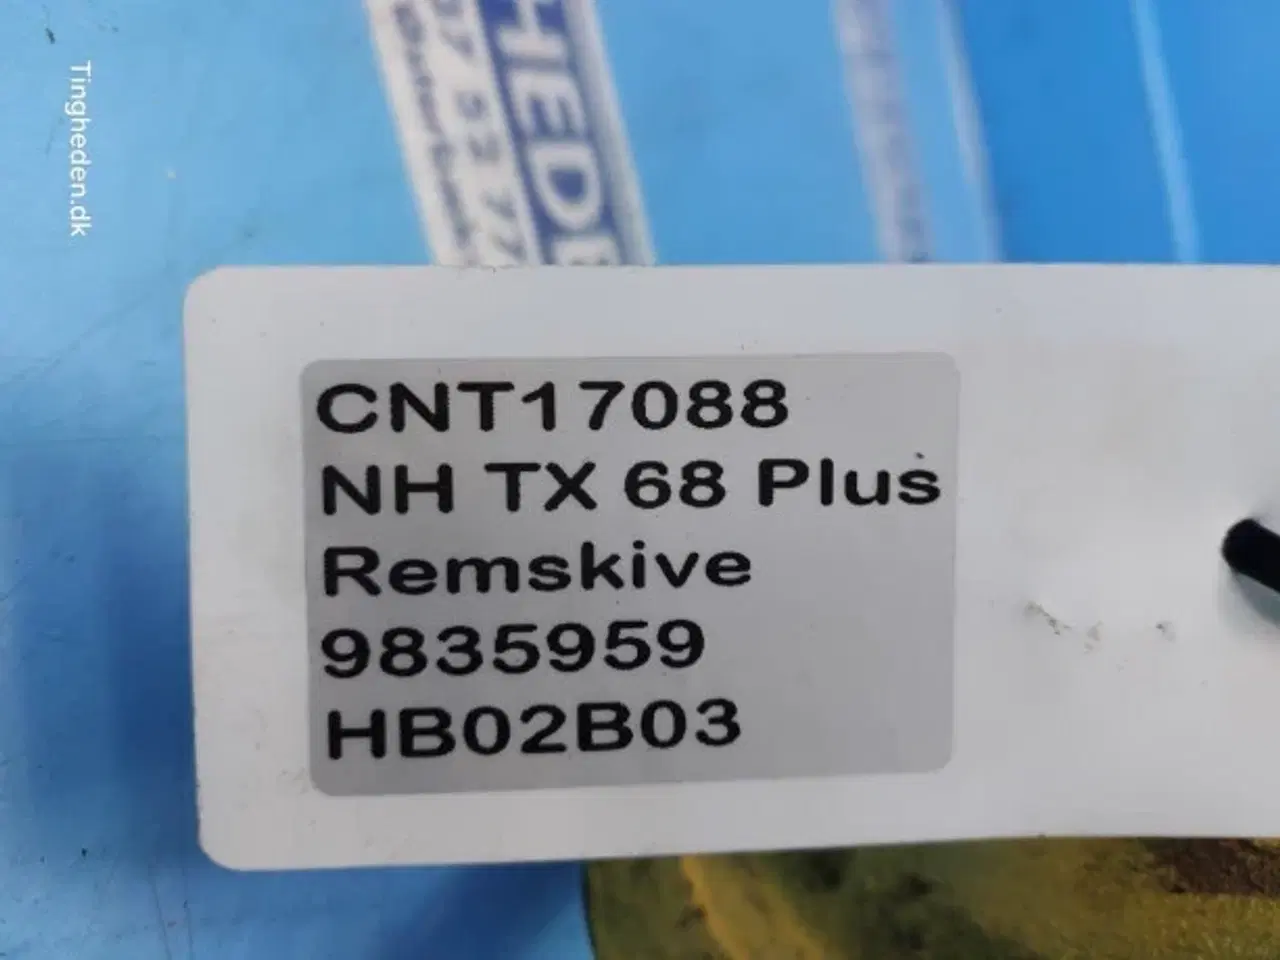 Tingheden.dk
CNT17088
NH TX 68 Plus
Remskive
9835959
HB02B03